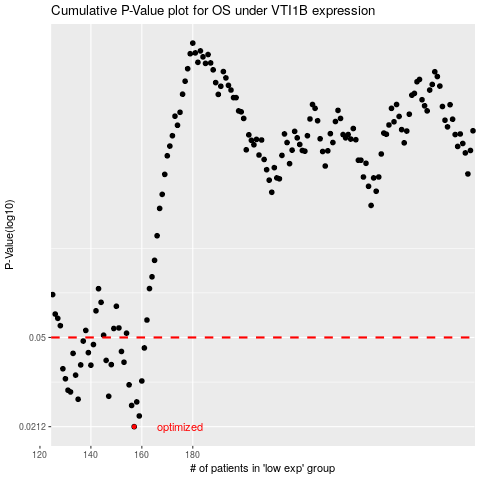 Cumulative P-Value plot for OS under VTI1B expression
P-Value(log10)
0.05
0.0212
optimized
120 140 160 180
# of patients in 'low exp' group